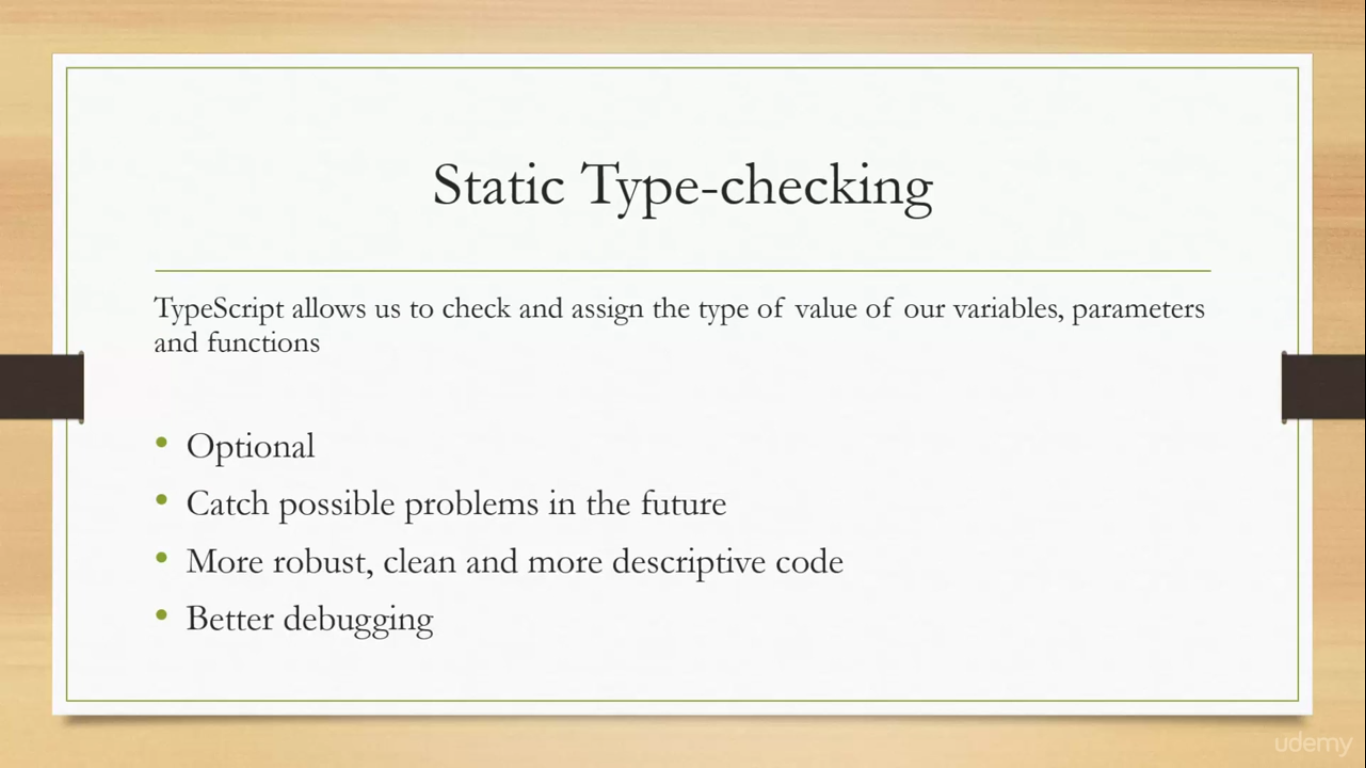 Static Type-checking
TypeScript allows us to check and assign the type of value of our variables, parameters
and functions
• Optional
• Catch possible problems in the future
• More robust, clean and more descriptive code
• Better debugging
udemy